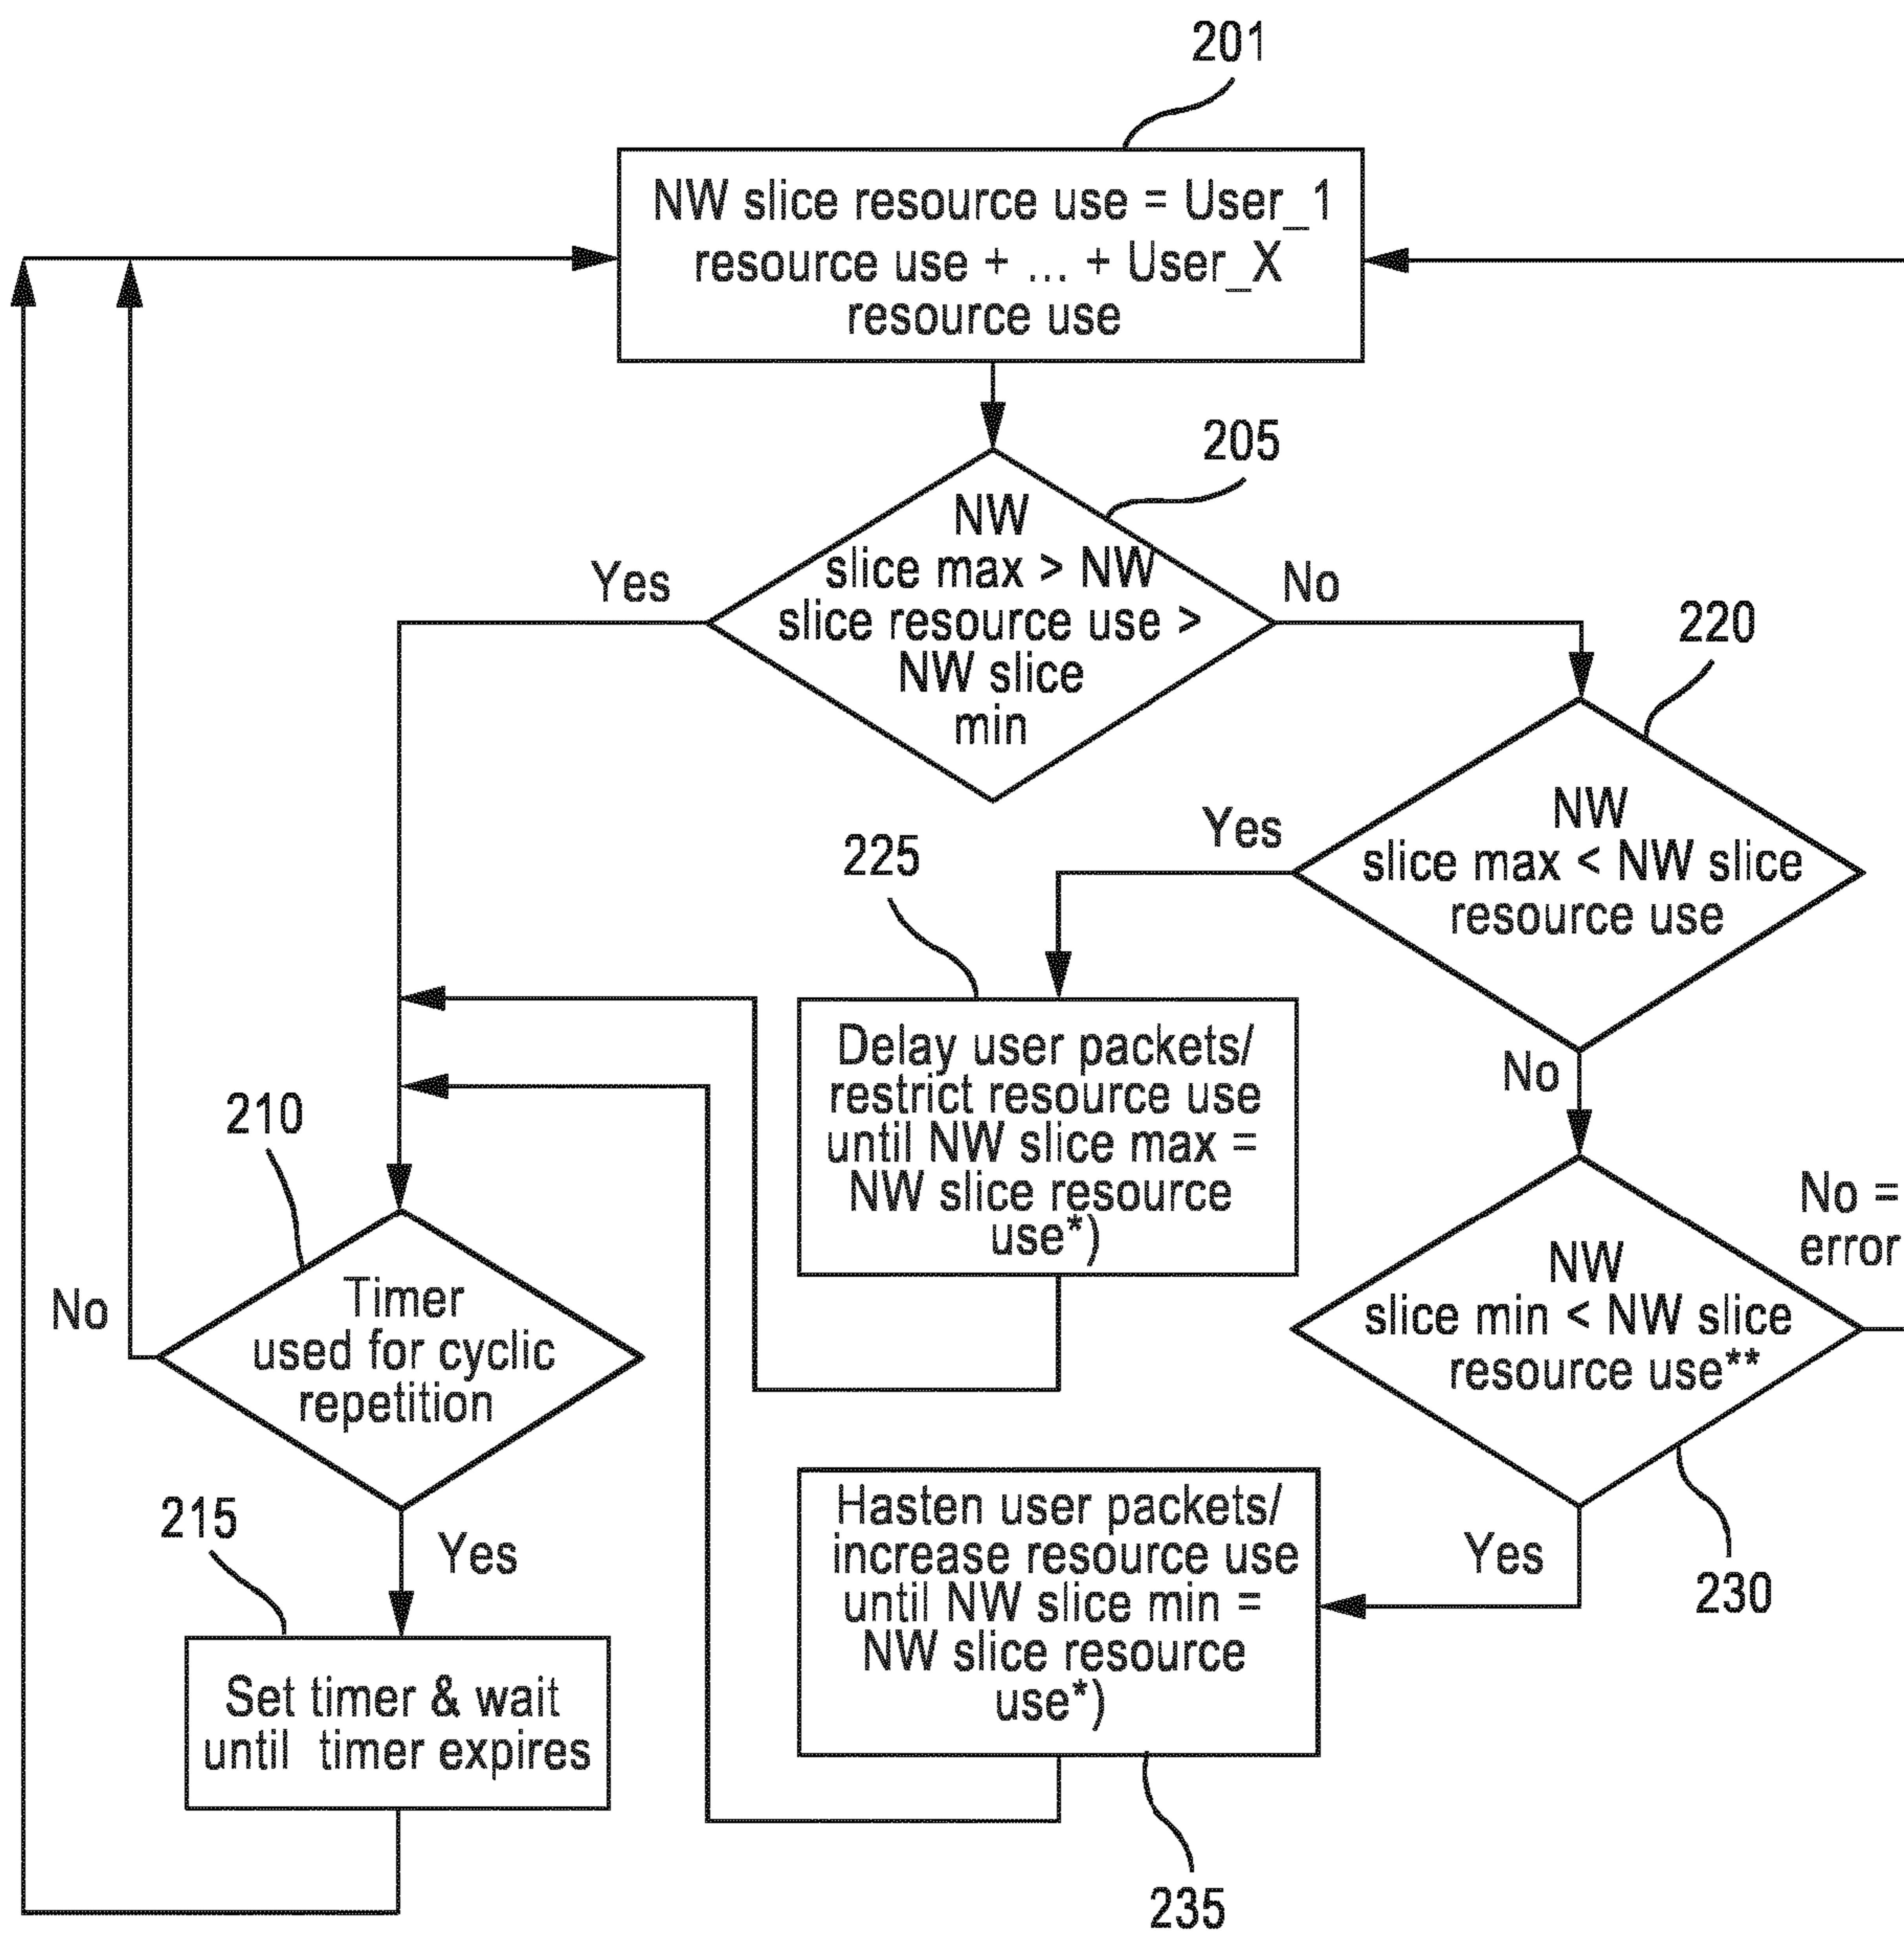 201
NW slice resource use = User_1
resource use + ... + User_X
resource use
205
NW
slice max > NW
slice resource use >
NW slice
min
Yes
No
220
NW
slice max < NW slice
resource use
Yes
No
225
Delay user packets/
restrict resource use
until NW slice max =
NW slice resource
use*)
210
Timer
used for cyclic
repetition
No
Yes
215
Set timer & wait
until timer expires
NW
slice min < NW slice
resource use**
No =
error
Yes
230
Hasten user packets/
increase resource use
until NW slice min =
NW slice resource
use*)
235